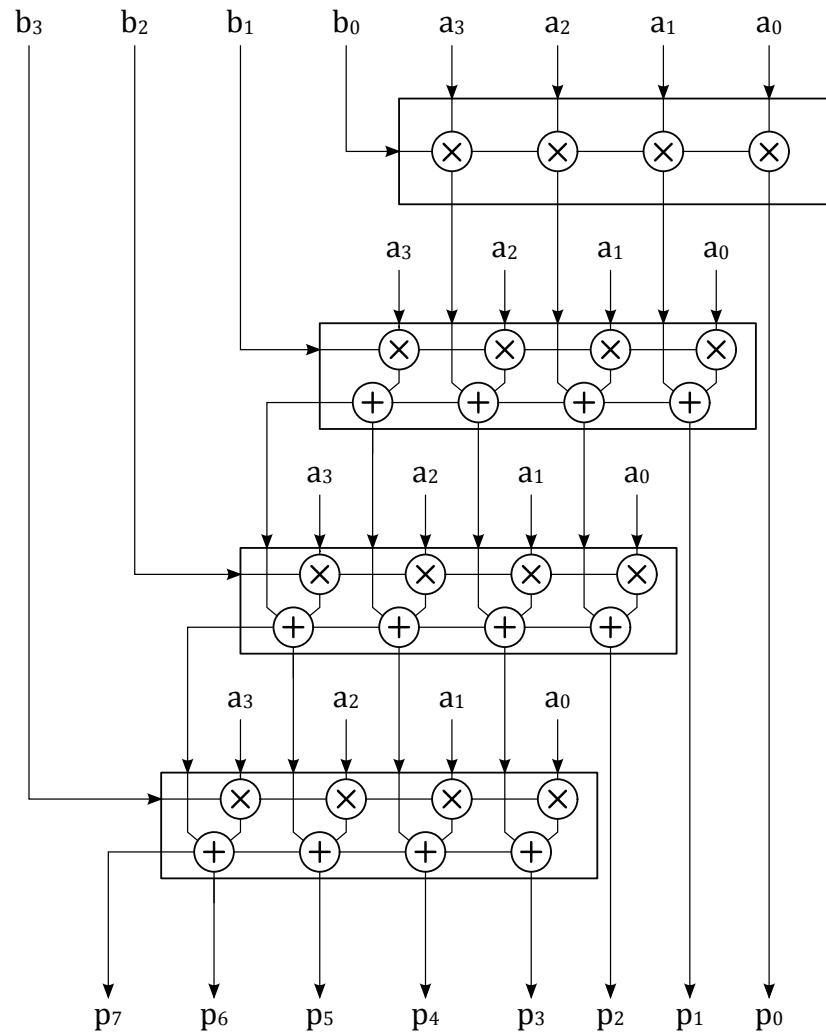 b₃ b₂ b₁ b₀ a₃ a₂ a₁ a₀
a₃ a₂ a₁ a₀
a₃ a₂ a₁ a₀
a₃ a₂ a₁ a₀
p₇ p₆ p₅ p₄ p₃ p₂ p₁ p₀